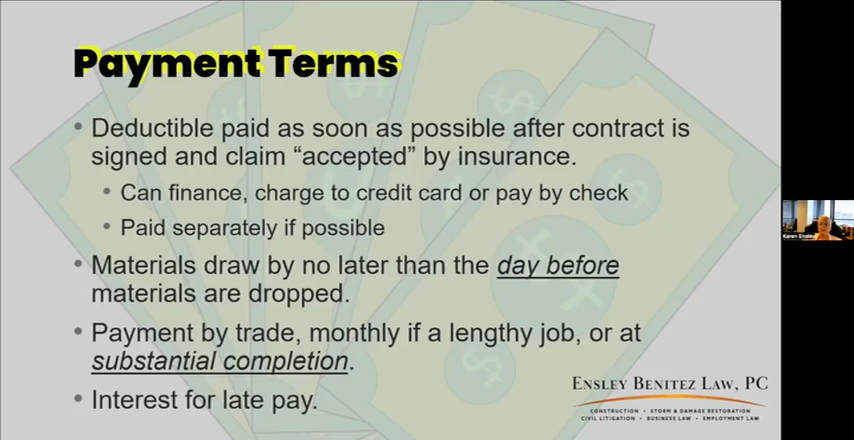 Payment Terms
• Deductible paid as soon as possible after contract is
signed and claim “accepted” by insurance.
• Can finance, charge to credit card or pay by check
• Paid separately if possible
• Materials draw by no later than the day before
materials are dropped.
• Payment by trade, monthly if a lengthy job, or at
substantial completion.
• Interest for late pay.
Karen Ensley
ENSLEY BENITEZ LAW, PC
CONSTRUCTION • STORM & DAMAGE RESTORATION
CIVIL LITIGATION • BUSINESS LAW • EMPLOYMENT LAW